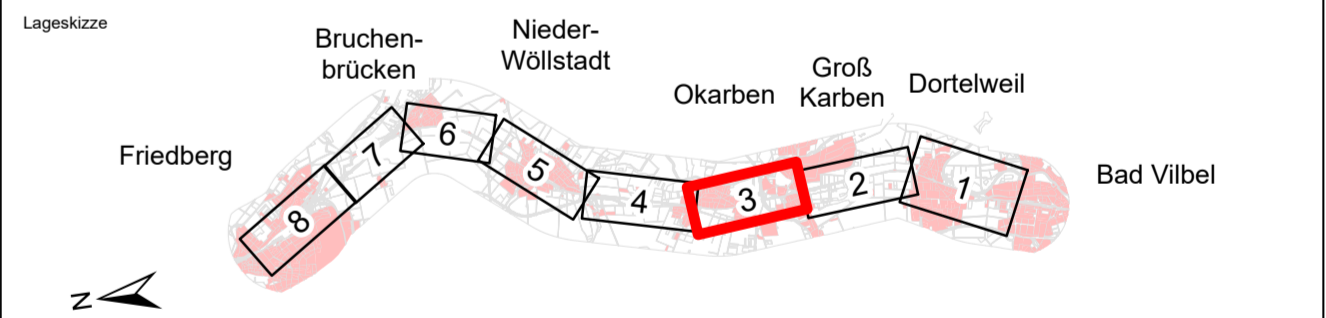 Lageskizze
Bruchen-
brücken
Nieder-
Wöllstadt
Okarben
Groß
Karben
Dortelweil
Friedberg
Bad Vilbel
8
7
6
5
4
3
2
1
N